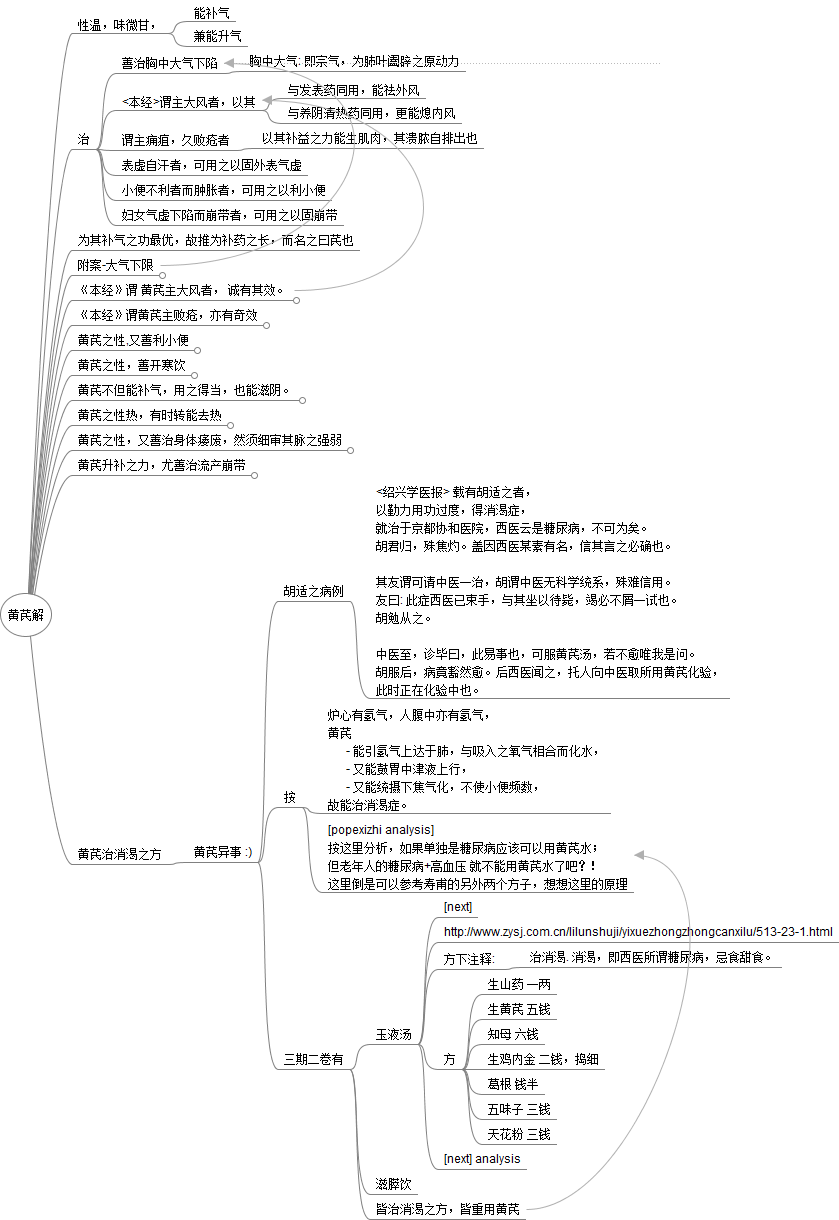 性温，味微甘，
能补气
兼能升气
治
善治胸中大气下陷
胸中大气: 即宗气，为肺叶阖辟之原动力
<本经>谓主大风者，以其
与发表药同用，能祛外风
与养阴清热药同用，更能熄内风
谓主痈疽，久败疮者
以其补益之力能生肌肉，其溃脓自排出也
表虚自汗者，可用之以固外表气虚
小便不利者而肿胀者，可用之以利小便
妇女气虚下陷而崩带者，可用之以固崩带
为其补气之功最优，故推为补药之长，而名之曰芪也
附案-大气下限
《本经》谓 黄芪主大风者， 诚有其效。
《本经》谓黄芪主败疮，亦有奇效
黄芪之性,又善利小便
黄芪之性，善开寒饮
黄芪不但能补气，用之得当，也能滋阴。
黄芪之性热，有时转能去热
黄芪之性，又善治身体痿废，然须细审其脉之强弱
黄芪升补之力，尤善治流产崩带
黄芪解
黄芪治消渴之方
黄芪异事 :)
胡适之病例
<绍兴学医报> 载有胡适之者，
以勤力用功过度，得消渴症，
就治于京都协和医院，西医云是糖尿病，不可为矣。
胡君归，殊焦灼。盖因西医某素有名，信其言之必确也。
其友谓可请中医一治，胡谓中医无科学统系，殊难信用。
友曰: 此症西医已束手，与其坐以待毙，竭必不屑一试也。
胡勉从之。
中医至，诊毕曰，此易事也，可服黄芪汤，若不愈唯我是问。
胡服后，病竟豁然愈。后西医闻之，托人向中医取所用黄芪化验，
此时正在化验中也。
按
炉心有氢气，人腹中亦有氢气，
黄芪
- 能引氢气上达于肺，与吸入之氧气相合而化水，
- 又能鼓胃中津液上行，
- 又能统摄下焦气化，不使小便频数，
故能治消渴症。
[popexizhi analysis]
按这里分析，如果单独是糖尿病应该可以用黄芪水；
但老年人的糖尿病+高血压 就不能用黄芪水了吧？！
这里倒是可以参考寿甫的另外两个方子，想想这里的原理
三期二卷有
玉液汤
[next]
http://www.zysj.com.cn/lilunshuji/yixuezhongzhongcanxilu/513-23-1.html
方下注释:
治消渴. 消渴，即西医所谓糖尿病，忌食甜食。
方
生山药 一两
生黄芪 五钱
知母 六钱
生鸡内金 二钱，捣细
葛根 钱半
五味子 三钱
天花粉 三钱
[next] analysis
滋膵饮
皆治消渴之方，皆重用黄芪